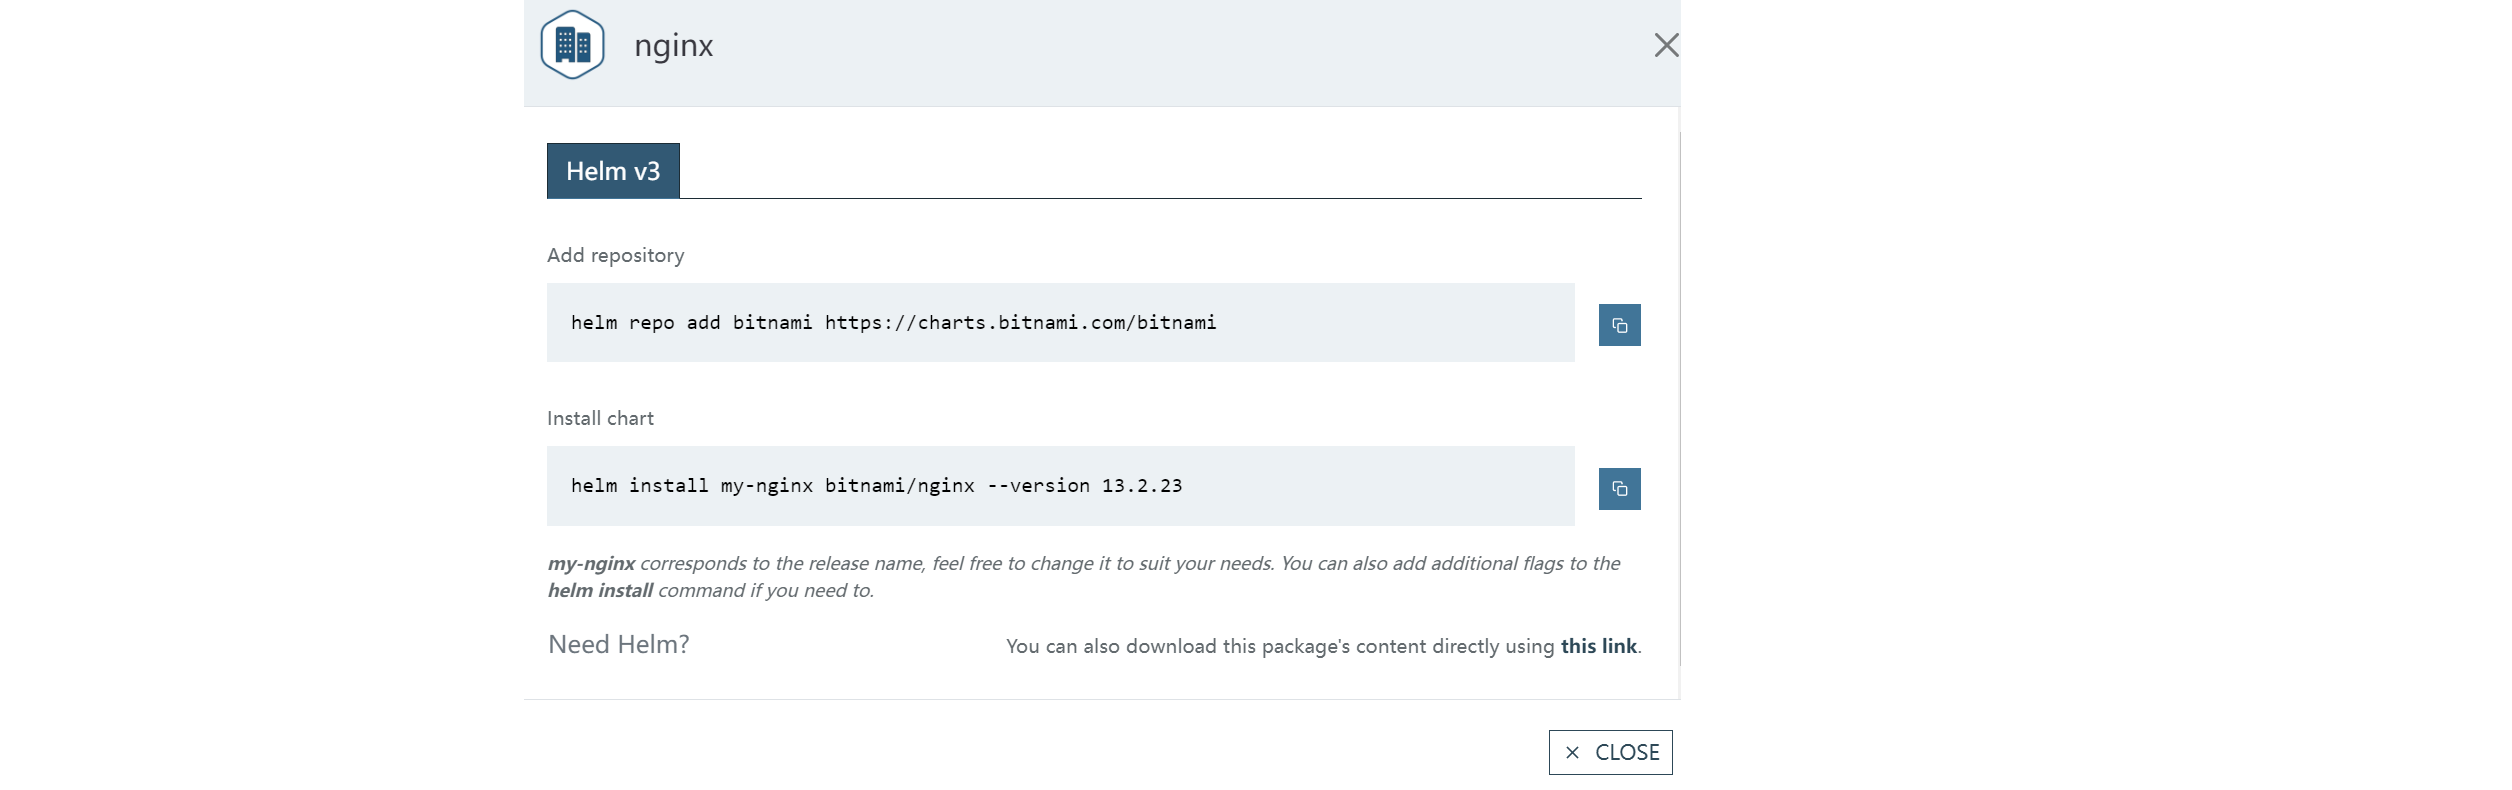 nginx
Helm v3
Add repository
helm repo add bitnami https://charts.bitnami.com/bitnami
Install chart
helm install my-nginx bitnami/nginx --version 13.2.23
my-nginx corresponds to the release name, feel free to change it to suit your needs. You can also add additional flags to the
helm install command if you need to.
Need Helm?
You can also download this package's content directly using this link.
CLOSE